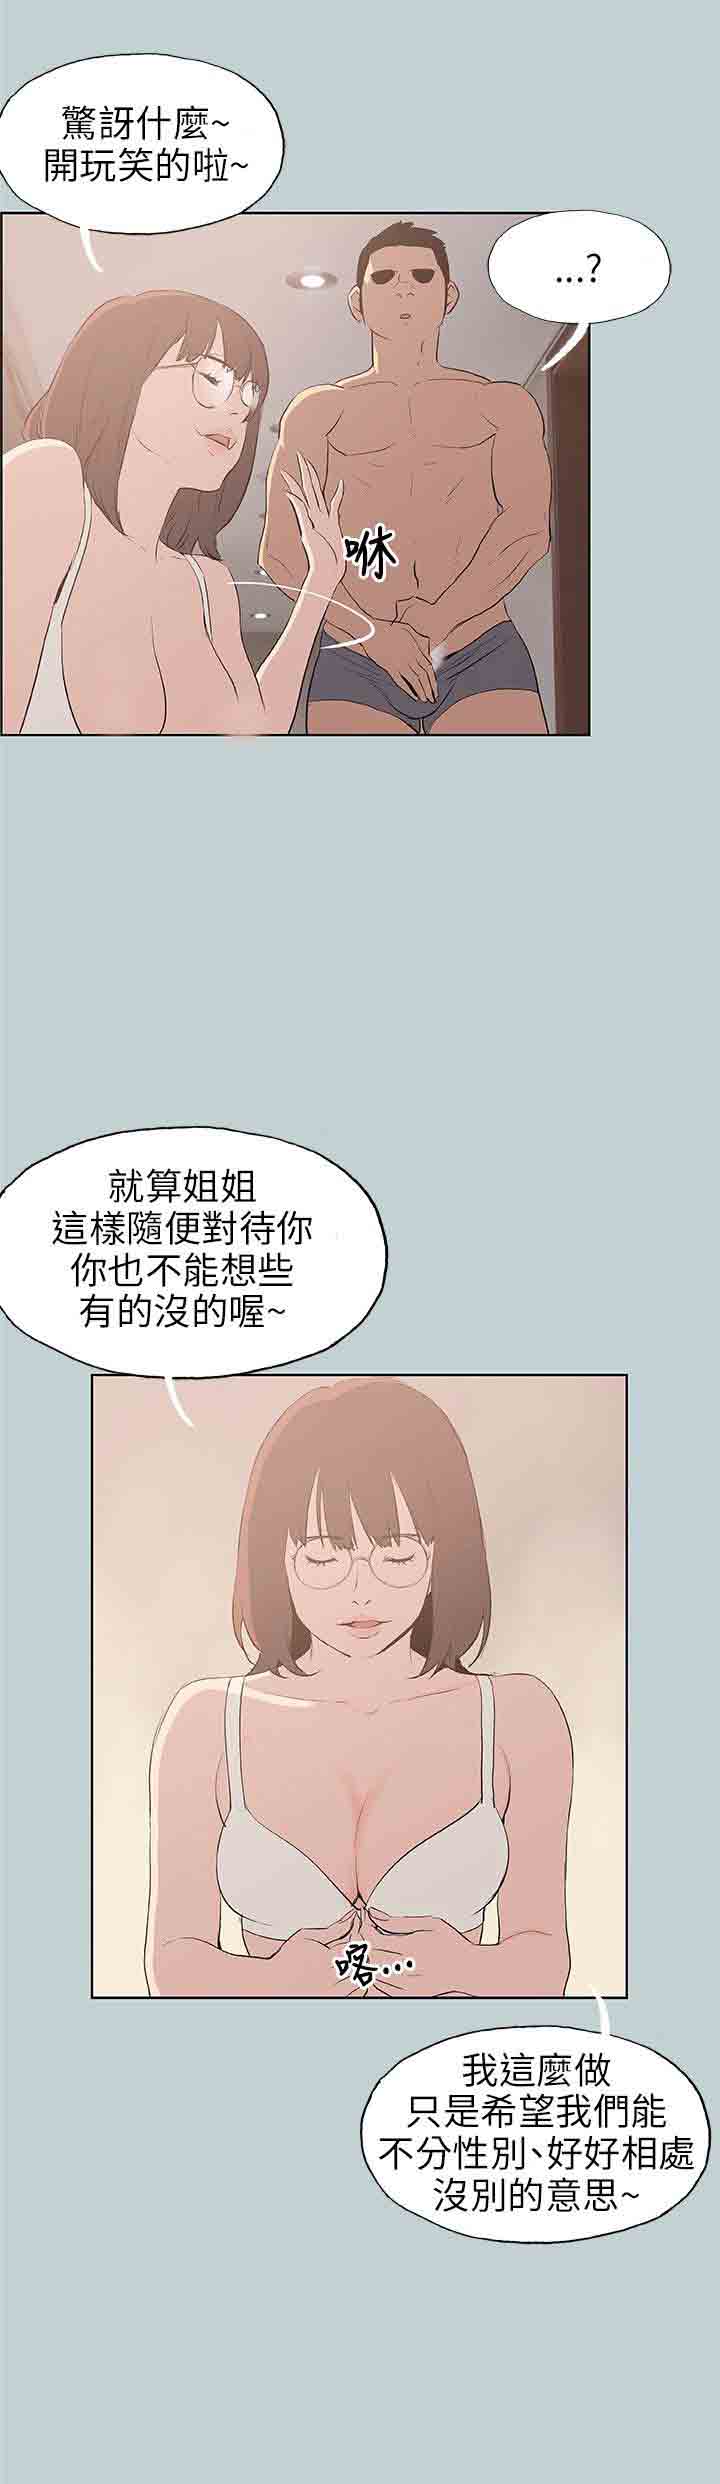 驚訝什麼~
開玩笑的啦~
...?
咻
就算姐姐
這樣隨便對待你
你也不能想些
有的沒的喔~
喀...
我這麼做
只是希望我們能
不分性別、好好相處
沒別的意思~